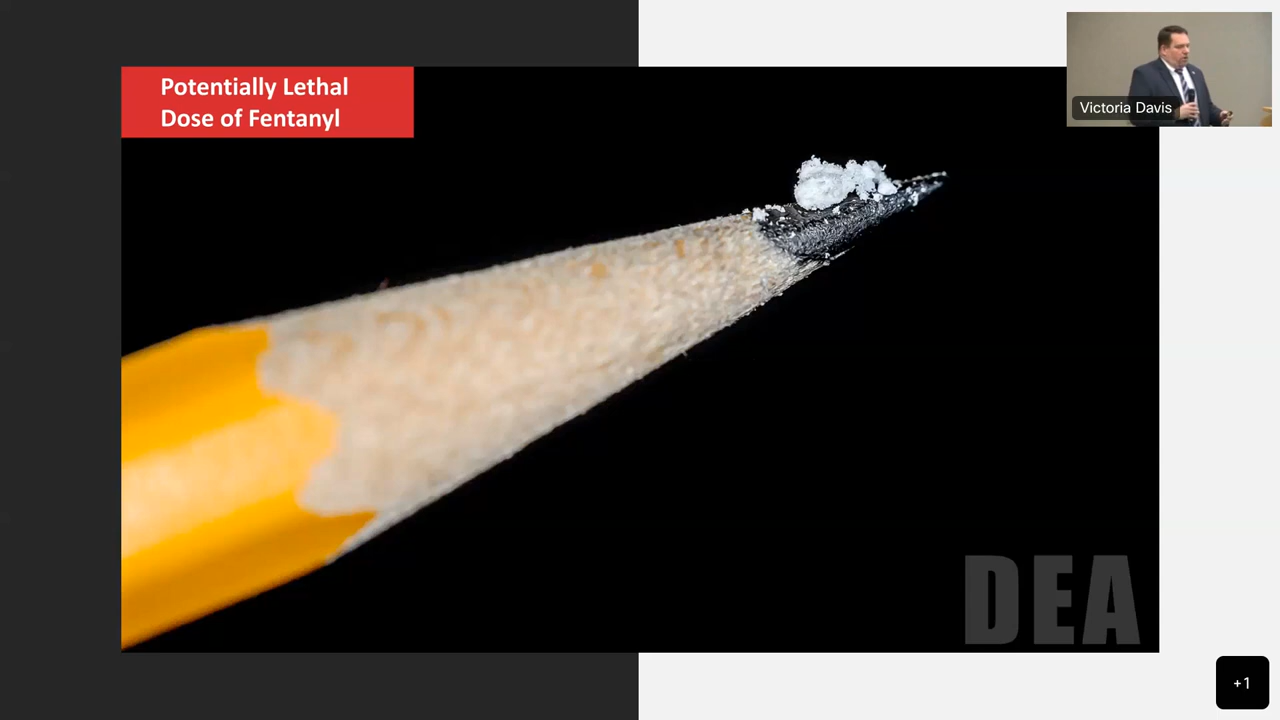 Potentially Lethal
Dose of Fentanyl
Victoria Davis
DEA
+1